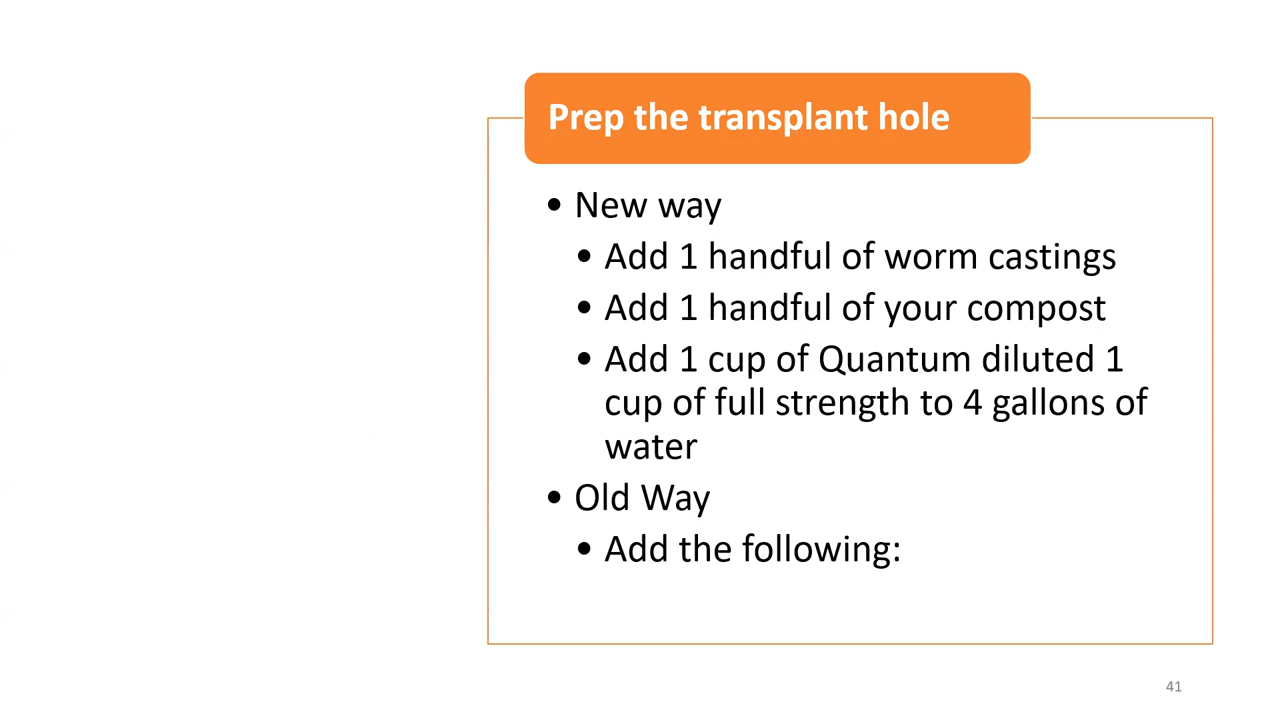 Prep the transplant hole
• New way
• Add 1 handful of worm castings
• Add 1 handful of your compost
• Add 1 cup of Quantum diluted 1
cup of full strength to 4 gallons of
water
• Old Way
• Add the following:
41